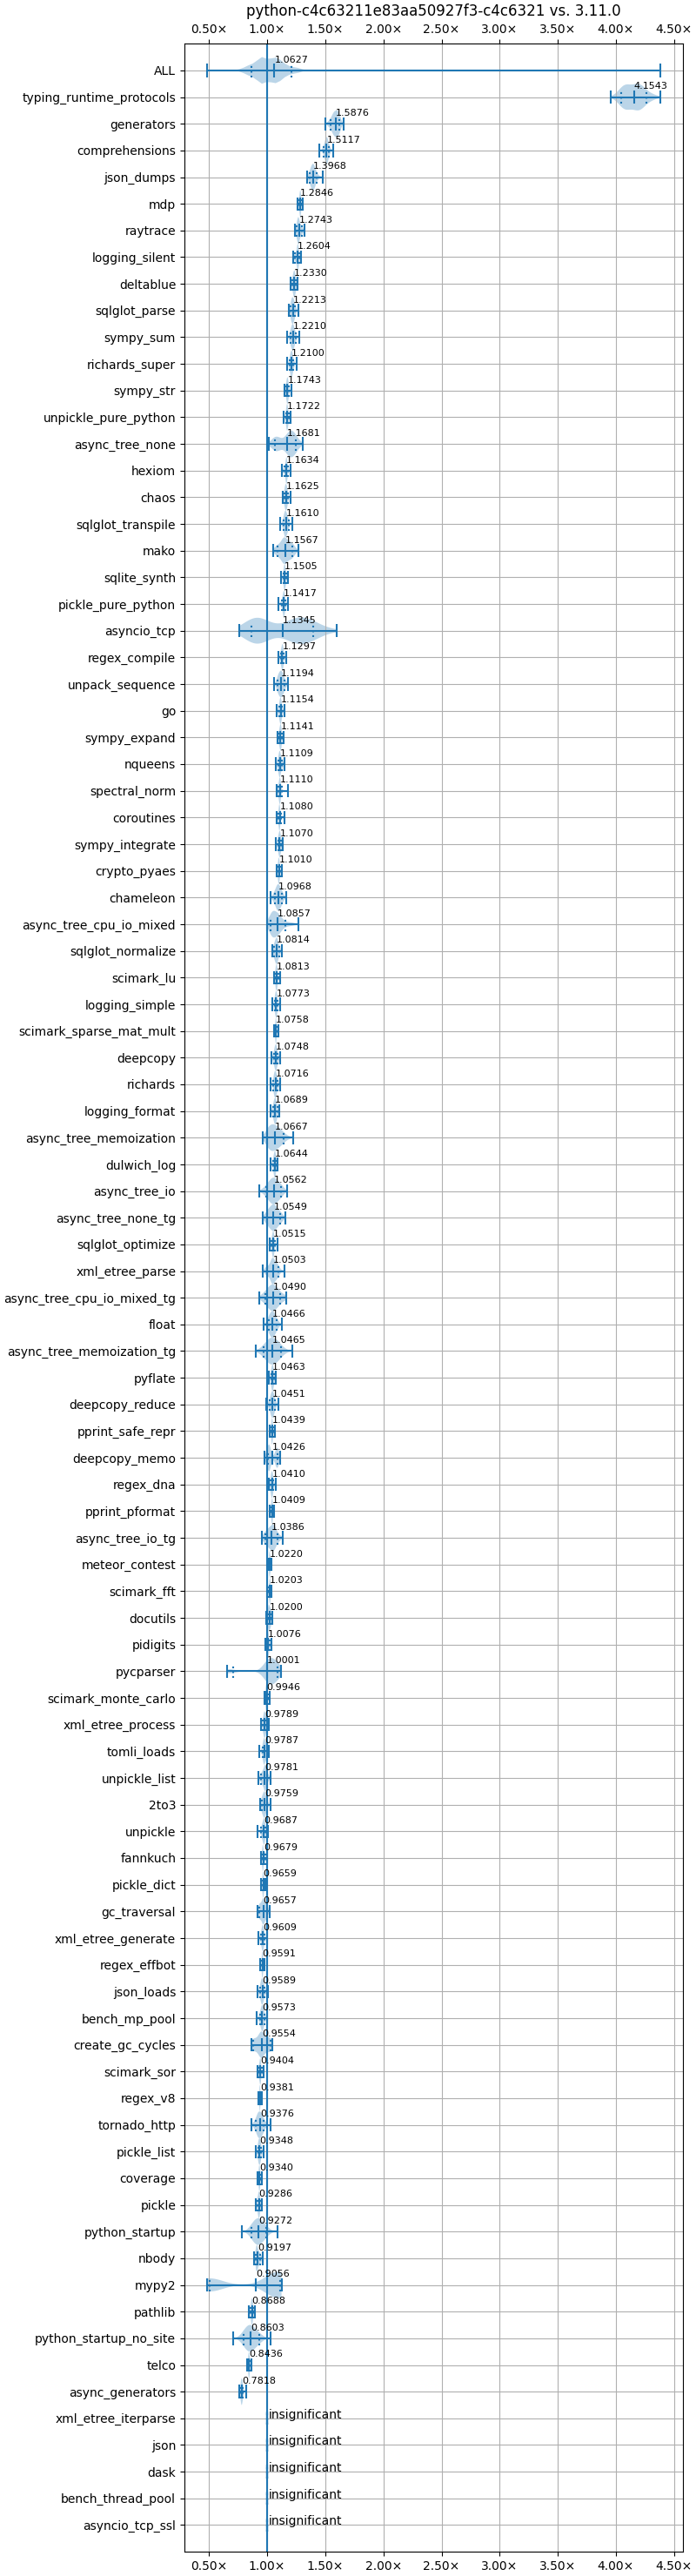 python-c4c63211e83aa50927f3-c4c6321 vs. 3.11.0
0.50× 1.00× 1.50× 2.00× 2.50× 3.00× 3.50× 4.00× 4.50×
ALL 1.0627
typing_runtime_protocols 4.1543
generators 1.5876
comprehensions 1.5117
json_dumps 1.3968
mdp 1.2846
raytrace 1.2743
logging_silent 1.2604
deltablue 1.2330
sqlglot_parse 1.2213
sympy_sum 1.2210
richards_super 1.2100
sympy_str 1.1743
unpickle_pure_python 1.1722
async_tree_none 1.1681
hexiom 1.1634
chaos 1.1625
sqlglot_transpile 1.1610
mako 1.1567
sqlite_synth 1.1505
pickle_pure_python 1.1417
asyncio_tcp 1.1345
regex_compile 1.1297
unpack_sequence 1.1194
go 1.1154
sympy_expand 1.1141
nqueens 1.1109
spectral_norm 1.1110
coroutines 1.1080
sympy_integrate 1.1070
crypto_pyaes 1.1010
chameleon 1.0968
async_tree_cpu_io_mixed 1.0857
sqlglot_normalize 1.0814
scimark_lu 1.0813
logging_simple 1.0773
scimark_sparse_mat_mult 1.0758
deepcopy 1.0748
richards 1.0716
logging_format 1.0689
async_tree_memoization 1.0667
dulwich_log 1.0644
async_tree_io 1.0562
async_tree_none_tg 1.0549
sqlglot_optimize 1.0515
xml_etree_parse 1.0503
async_tree_cpu_io_mixed_tg 1.0490
float 1.0466
async_tree_memoization_tg 1.0465
pyflate 1.0463
deepcopy_reduce 1.0451
pprint_safe_repr 1.0439
deepcopy_memo 1.0426
regex_dna 1.0410
pprint_pformat 1.0409
async_tree_io_tg 1.0386
meteor_contest 1.0220
scimark_fft 1.0203
docutils 1.0200
pidigits 1.0076
pycparser 1.0001
scimark_monte_carlo 0.9946
xml_etree_process 0.9789
tomli_loads 0.9787
unpickle_list 0.9781
2to3 0.9759
unpickle 0.9687
fannkuch 0.9679
pickle_dict 0.9659
gc_traversal 0.9657
xml_etree_generate 0.9609
regex_effbot 0.9591
json_loads 0.9589
bench_mp_pool 0.9573
create_gc_cycles 0.9554
scimark_sor 0.9404
regex_v8 0.9381
tornado_http 0.9376
pickle_list 0.9348
coverage 0.9340
pickle 0.9286
python_startup 0.9272
nbody 0.9197
mypy2 0.9056
pathlib 0.8688
python_startup_no_site 0.8603
telco 0.8436
async_generators 0.7818
xml_etree_iterparse insignificant
json insignificant
dask insignificant
bench_thread_pool insignificant
asyncio_tcp_ssl insignificant
0.50× 1.00× 1.50× 2.00× 2.50× 3.00× 3.50× 4.00× 4.50×